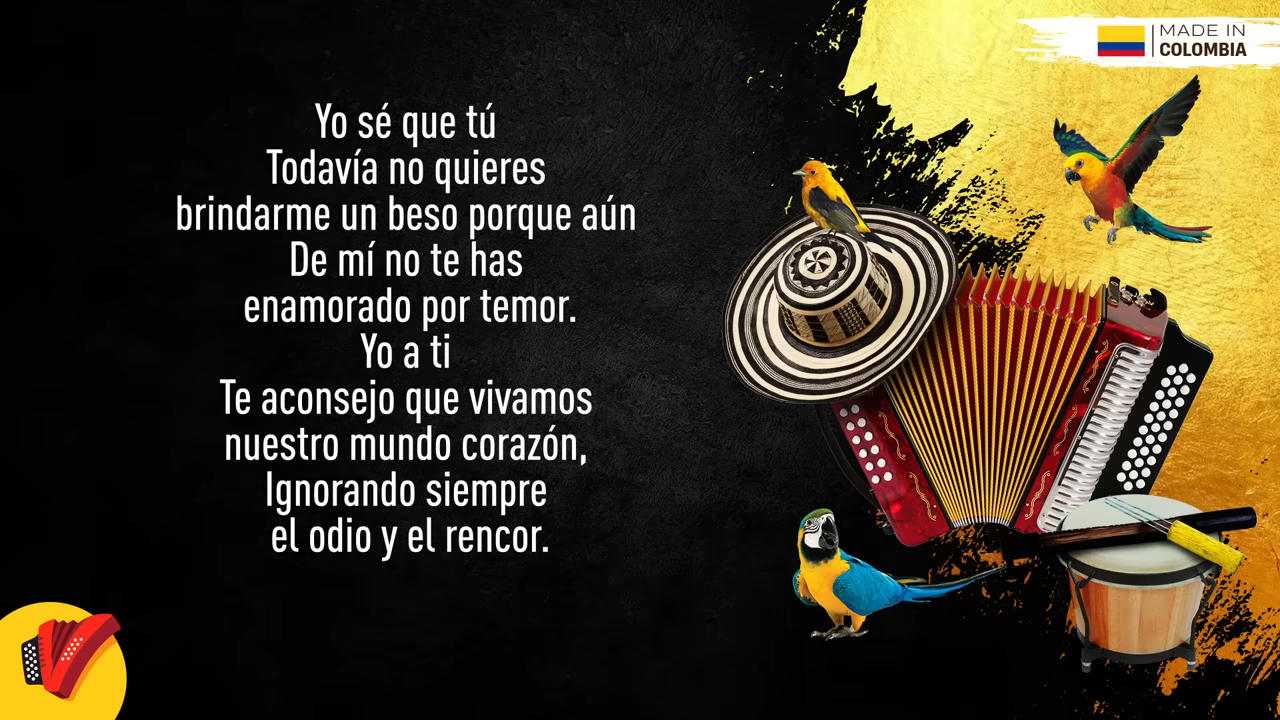 MADE IN
COLOMBIA
Yo sé que tú
Todavía no quieres
brindarme un beso porque aún
De mí no te has
enamorado por temor.
Yo a ti
Te aconsejo que vivamos
nuestro mundo corazón,
Ignorando siempre
el odio y el rencor.